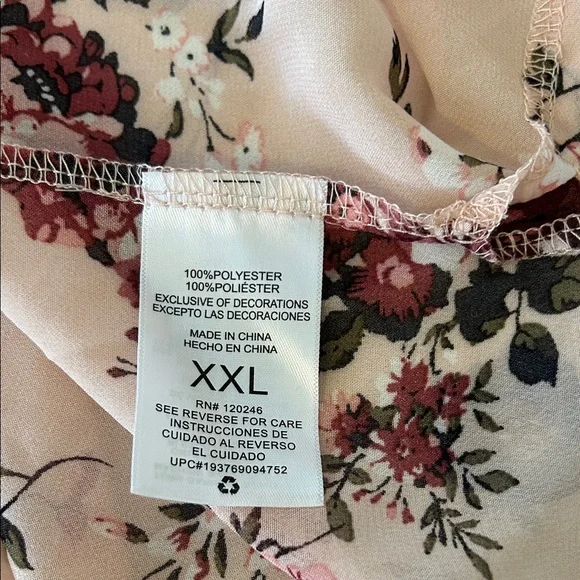 100%POLYESTER
100%POLIÉSTER
EXCLUSIVE OF DECORATIONS
EXCEPTO LAS DECORACIONES
MADE IN CHINA
HECHO EN CHINA
XXL
RN# 120246
SEE REVERSE FOR CARE
INSTRUCCIONES DE
CUIDADO AL REVERSO
EL CUIDADO
UPC#193769094752